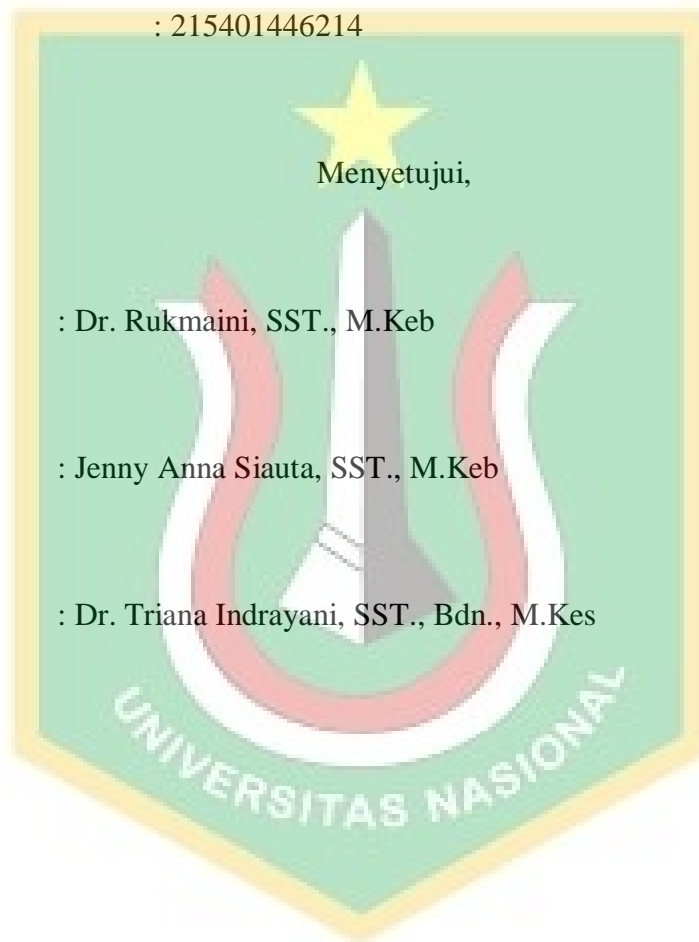 : 215401446214
Menyetujui,
: Dr. Rukmaini, SST., M.Keb
: Jenny Anna Siauta, SST., M.Keb
: Dr. Triana Indrayani, SST., Bdn., M.Kes
UNIVERSITAS NASIONAL